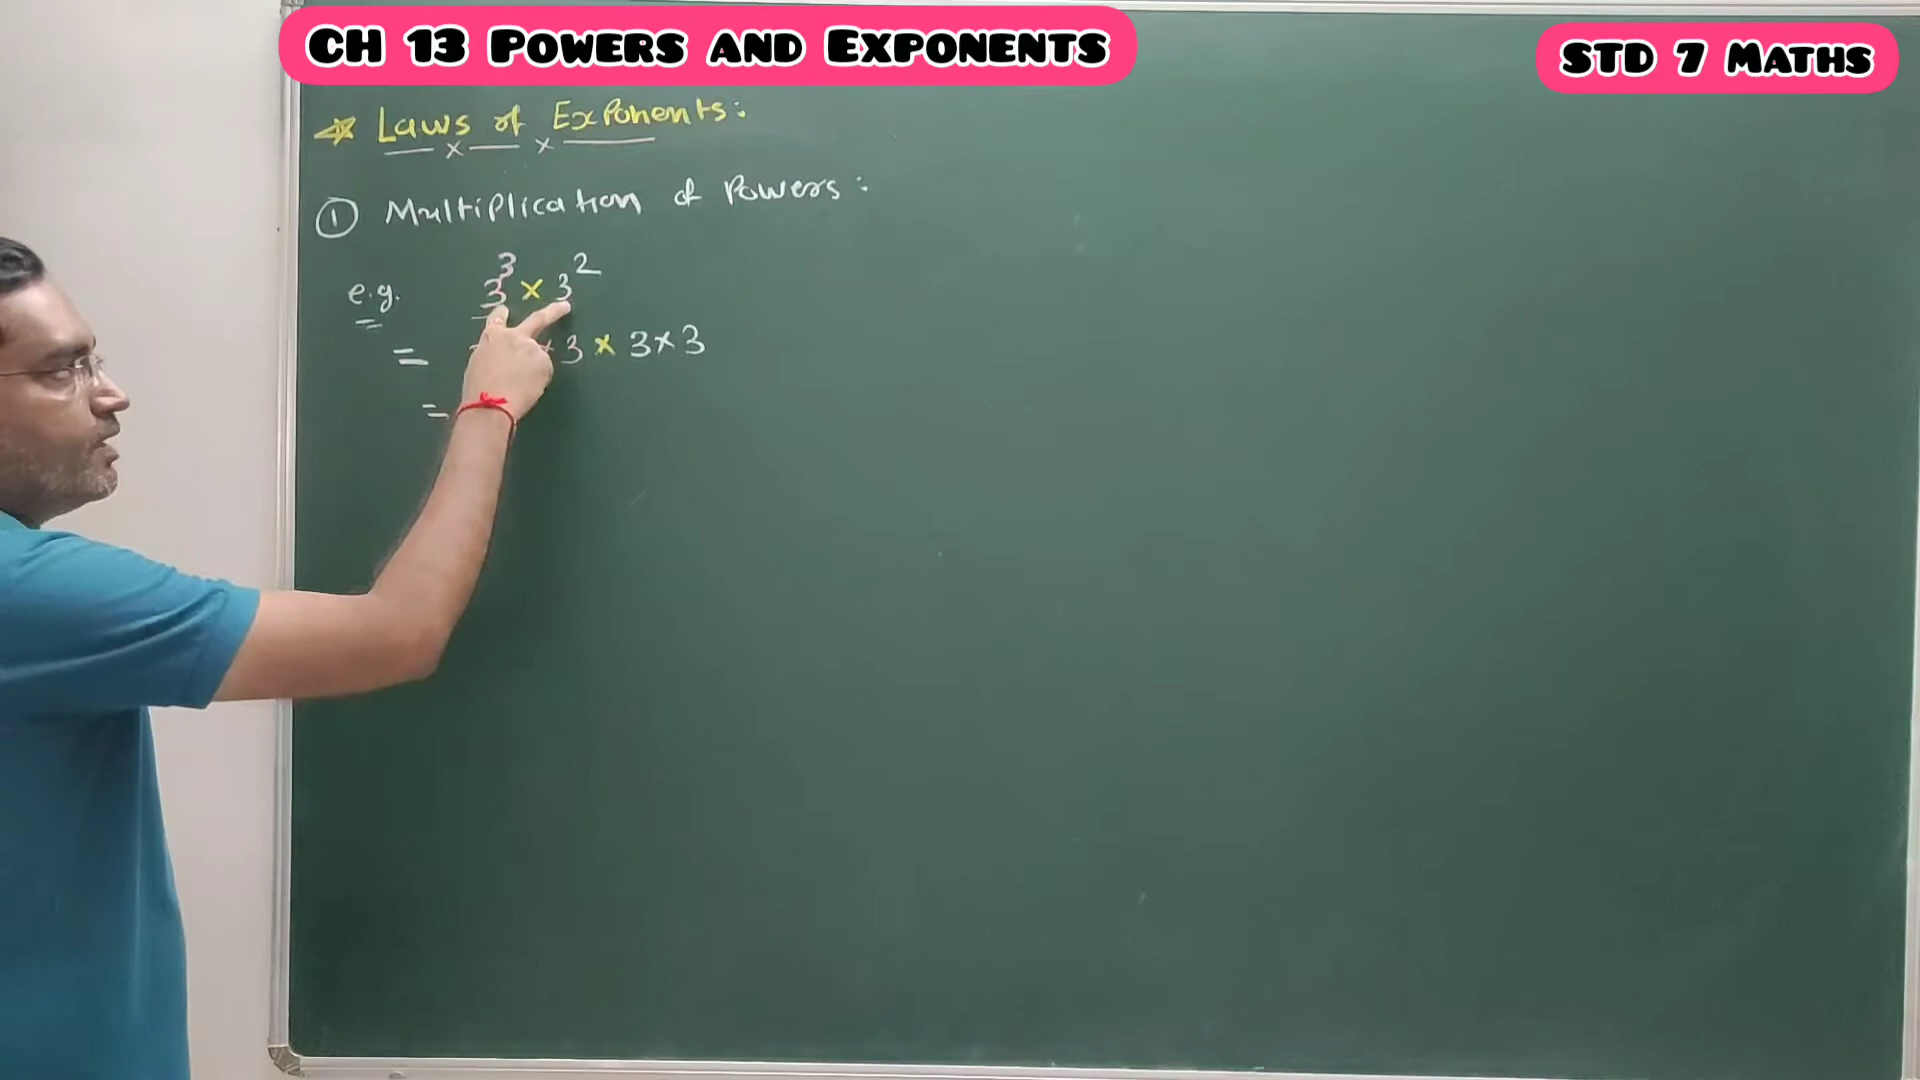 CH 13 POWERS AND EXPONENTS
STD 7 MATHS
Laws of Exponents:
① Multiplication of Powers:
e.g. 3³ × 3²
= × 3 × 3 × 3
=